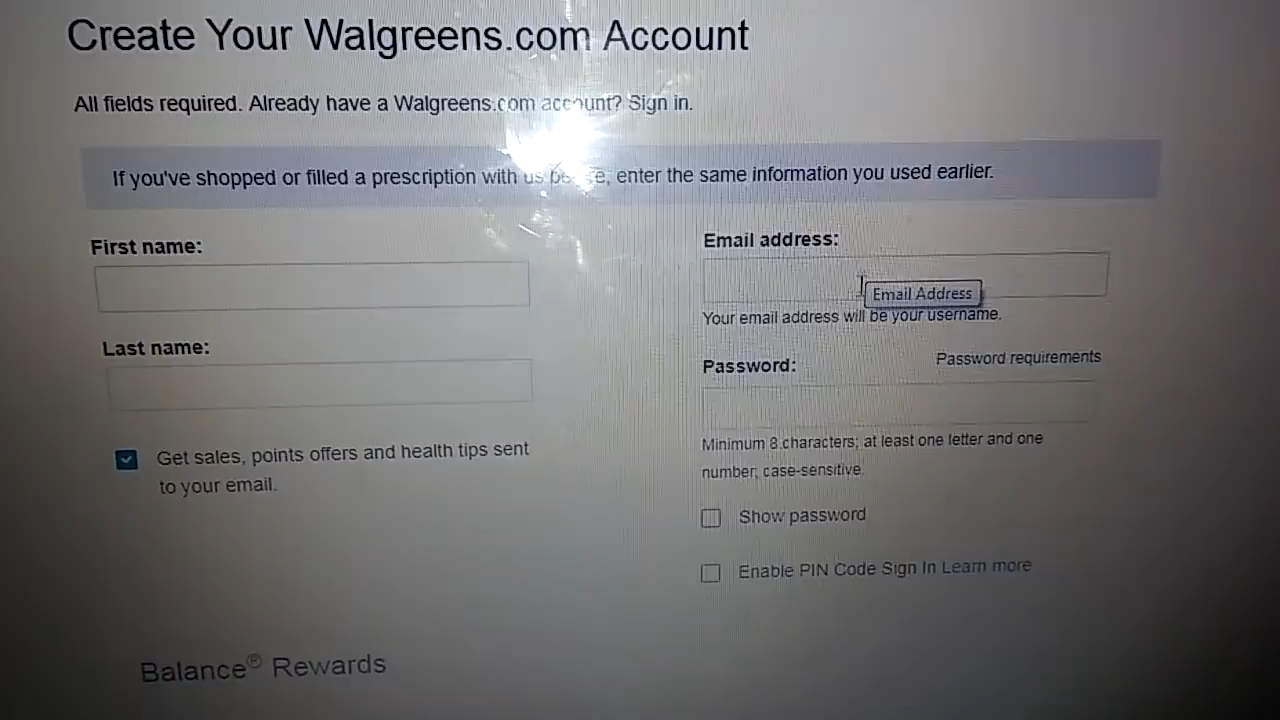 Create Your Walgreens.com Account
All fields required. Already have a Walgreens.com account? Sign in.
If you've shopped or filled a prescription with us enter the same information you used earlier.
First name:
Email address:
Email Address
Your email address will be your username.
Last name:
Password:
Password requirements
Minimum 8 characters; at least one letter and one
number; case-sensitive
Get sales, points offers and health tips sent
to your email.
Show password
Enable PIN Code Sign In Learn more
Balance® Rewards